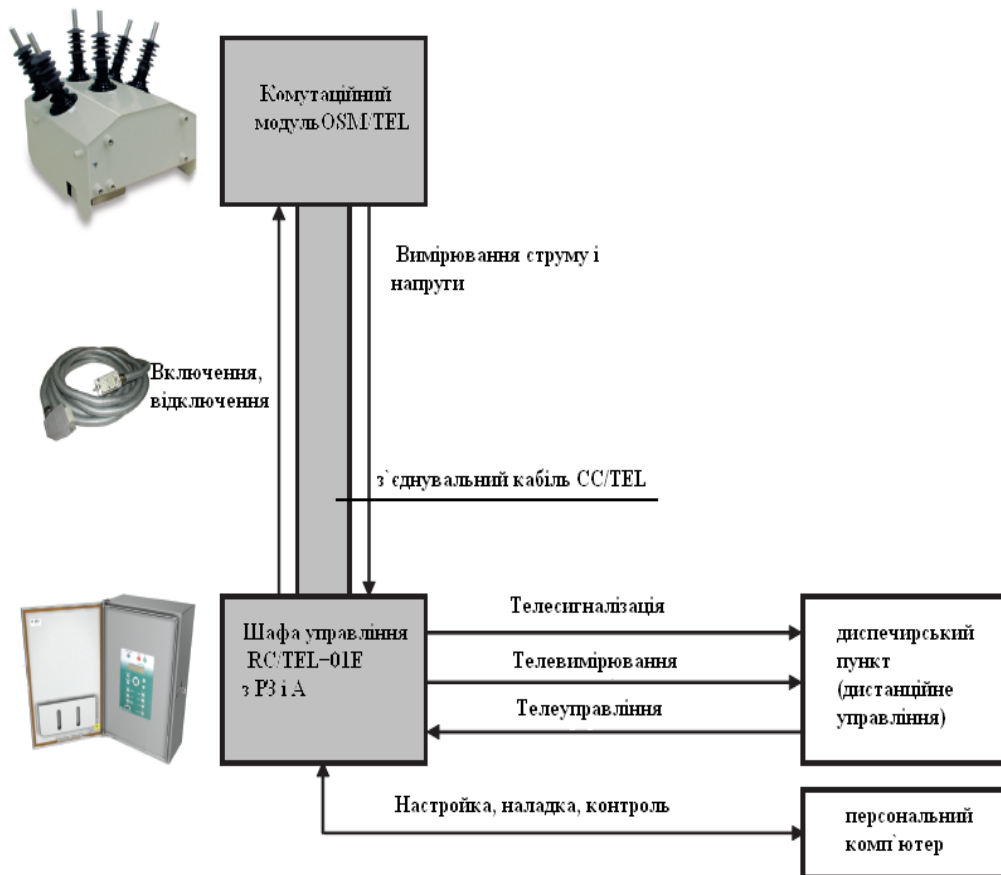 Комутаційний
модуль OSM/TEL
Вимірювання струму і
напруги
Включення,
відключення
з`єднувальний кабіль CC/TEL
Шафа управління
RC/TEL-01E
з РЗ і А
Телесигналізація
Телевимірювання
Телеуправління
диспечирський
пункт
(дистанційне
управління)
Настройка, наладка, контроль
персональний
комп`ютер